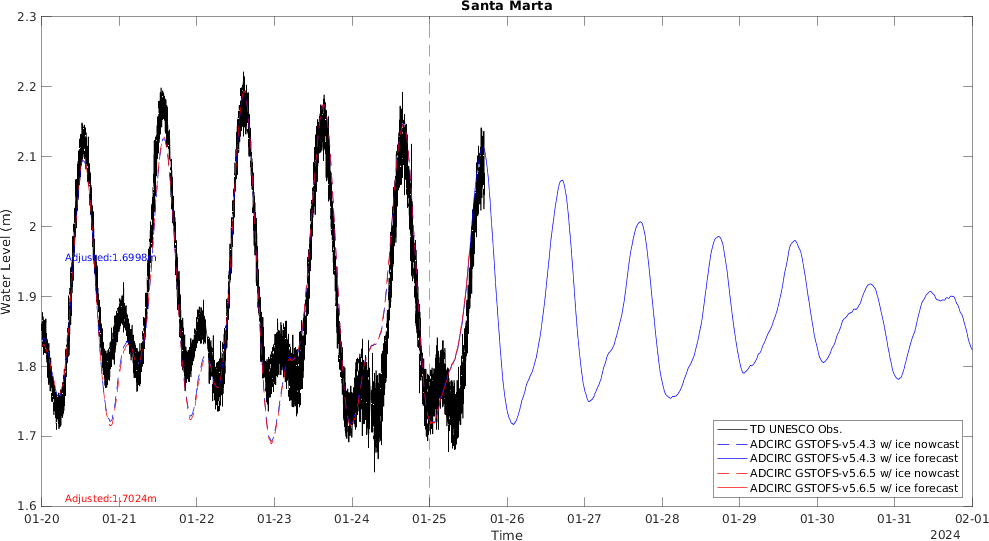 Santa Marta
2.3
2.2
2.1
2
1.9
1.8
1.7
1.6
Water Level (m)
Adjusted:1.6998m
Adjusted:1.7024m
TD UNESCO Obs.
ADCIRC GSTOFS-v5.4.3 w/ ice nowcast
ADCIRC GSTOFS-v5.4.3 w/ ice forecast
ADCIRC GSTOFS-v5.6.5 w/ ice nowcast
ADCIRC GSTOFS-v5.6.5 w/ ice forecast
01-20 01-21 01-22 01-23 01-24 01-25 01-26 01-27 01-28 01-29 01-30 01-31 02-01
Time
2024